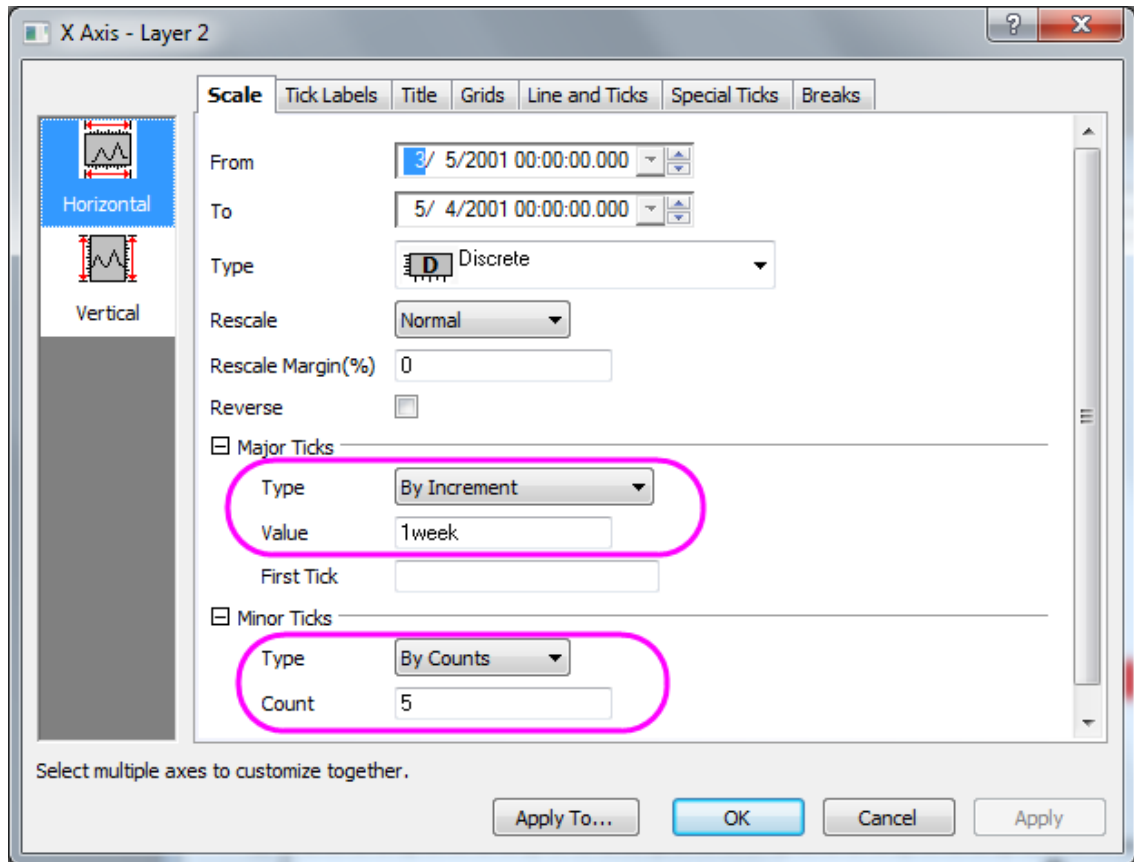 X Axis - Layer 2
Scale Tick Labels Title Grids Line and Ticks Special Ticks Breaks
Horizontal
Vertical
From 3/ 5/2001 00:00:00.000
To 5/ 4/2001 00:00:00.000
Type D Discrete
Rescale Normal
Rescale Margin(%) 0
Reverse
Major Ticks
Type By Increment
Value 1week
First Tick
Minor Ticks
Type By Counts
Count 5
Select multiple axes to customize together.
Apply To... OK Cancel Apply